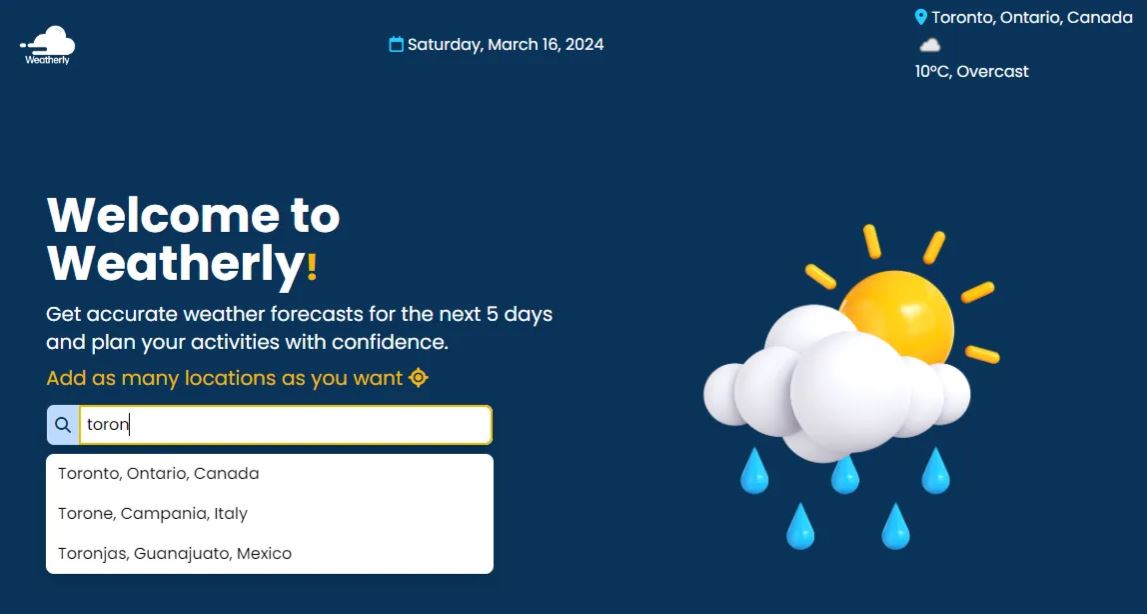 Weatherly
Saturday, March 16, 2024
Toronto, Ontario, Canada
10°C, Overcast
Welcome to
Weatherly!
Get accurate weather forecasts for the next 5 days
and plan your activities with confidence.
Add as many locations as you want
toron
Toronto, Ontario, Canada
Torone, Campania, Italy
Toronjas, Guanajuato, Mexico